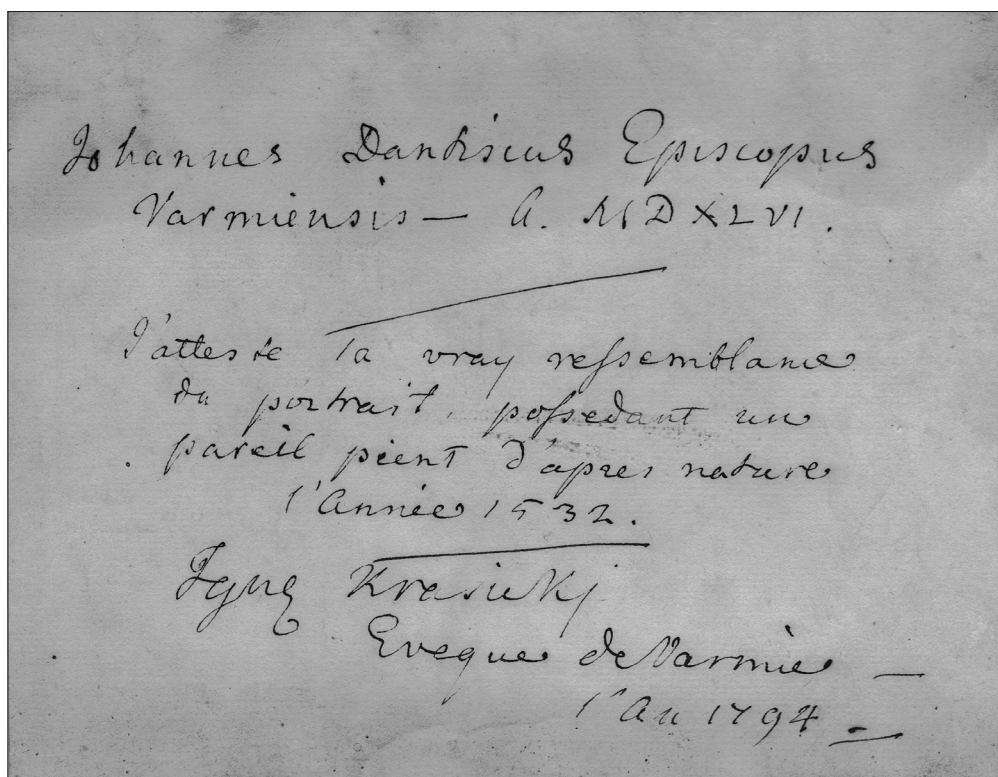 Johannes Dantiscus Episcopus
Varmiensis — A. MDXLVI.
J'atteste la vray ressemblance
du portrait, possedant un
pareil peint d'apres nature
l'Année 1532.
Ignę Krasickj
Eveque de Varmie —
l'An 1794 —